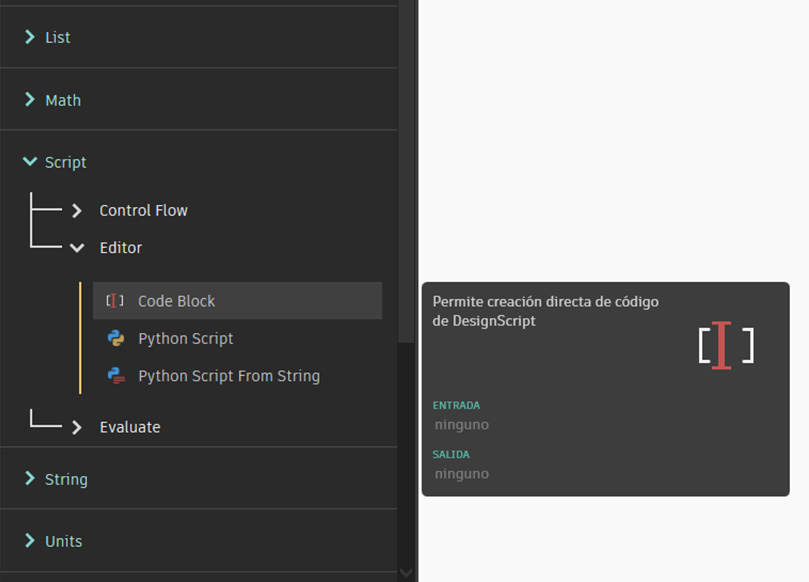 List
Math
Script
Control Flow
Editor
Code Block
Python Script
Python Script From String
Evaluate
String
Units
Permite creación directa de código
de DesignScript
ENTRADA
ninguno
SALIDA
ninguno